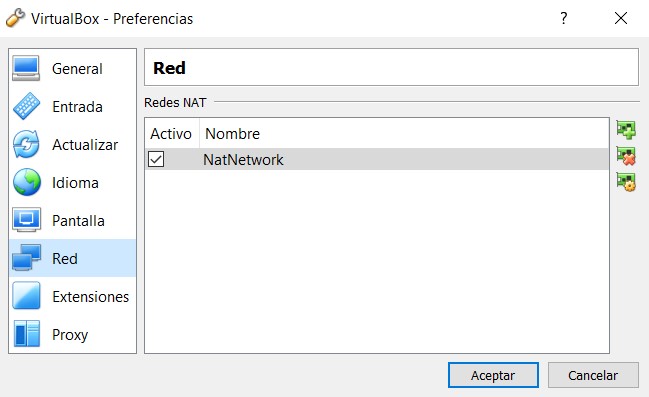 VirtualBox - Preferencias
?
General
Entrada
Actualizar
Idioma
Pantalla
Red
Extensiones
Proxy
Red
Redes NAT
Activo Nombre
NatNetwork
Aceptar Cancelar